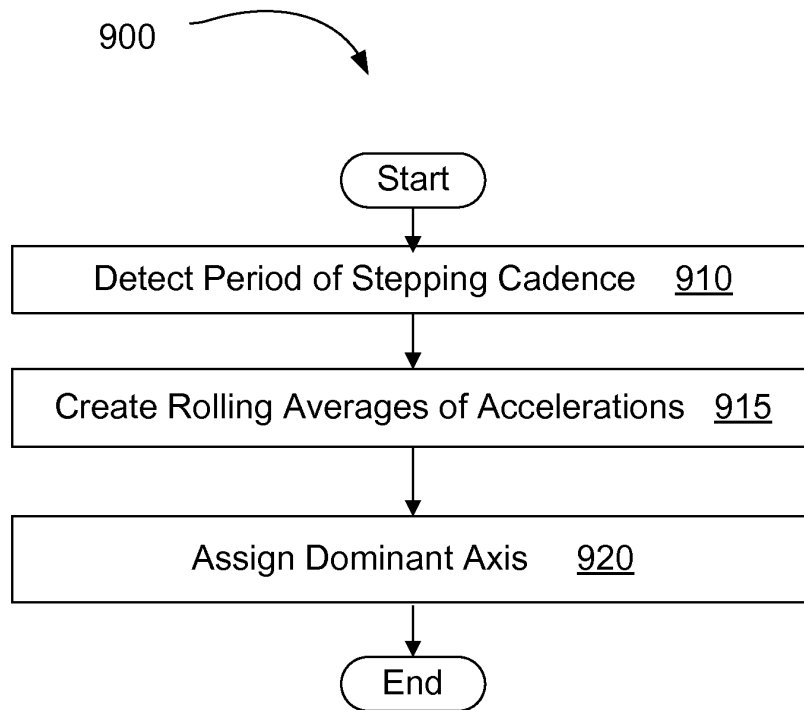 900
Start
Detect Period of Stepping Cadence 910
Create Rolling Averages of Accelerations 915
Assign Dominant Axis 920
End